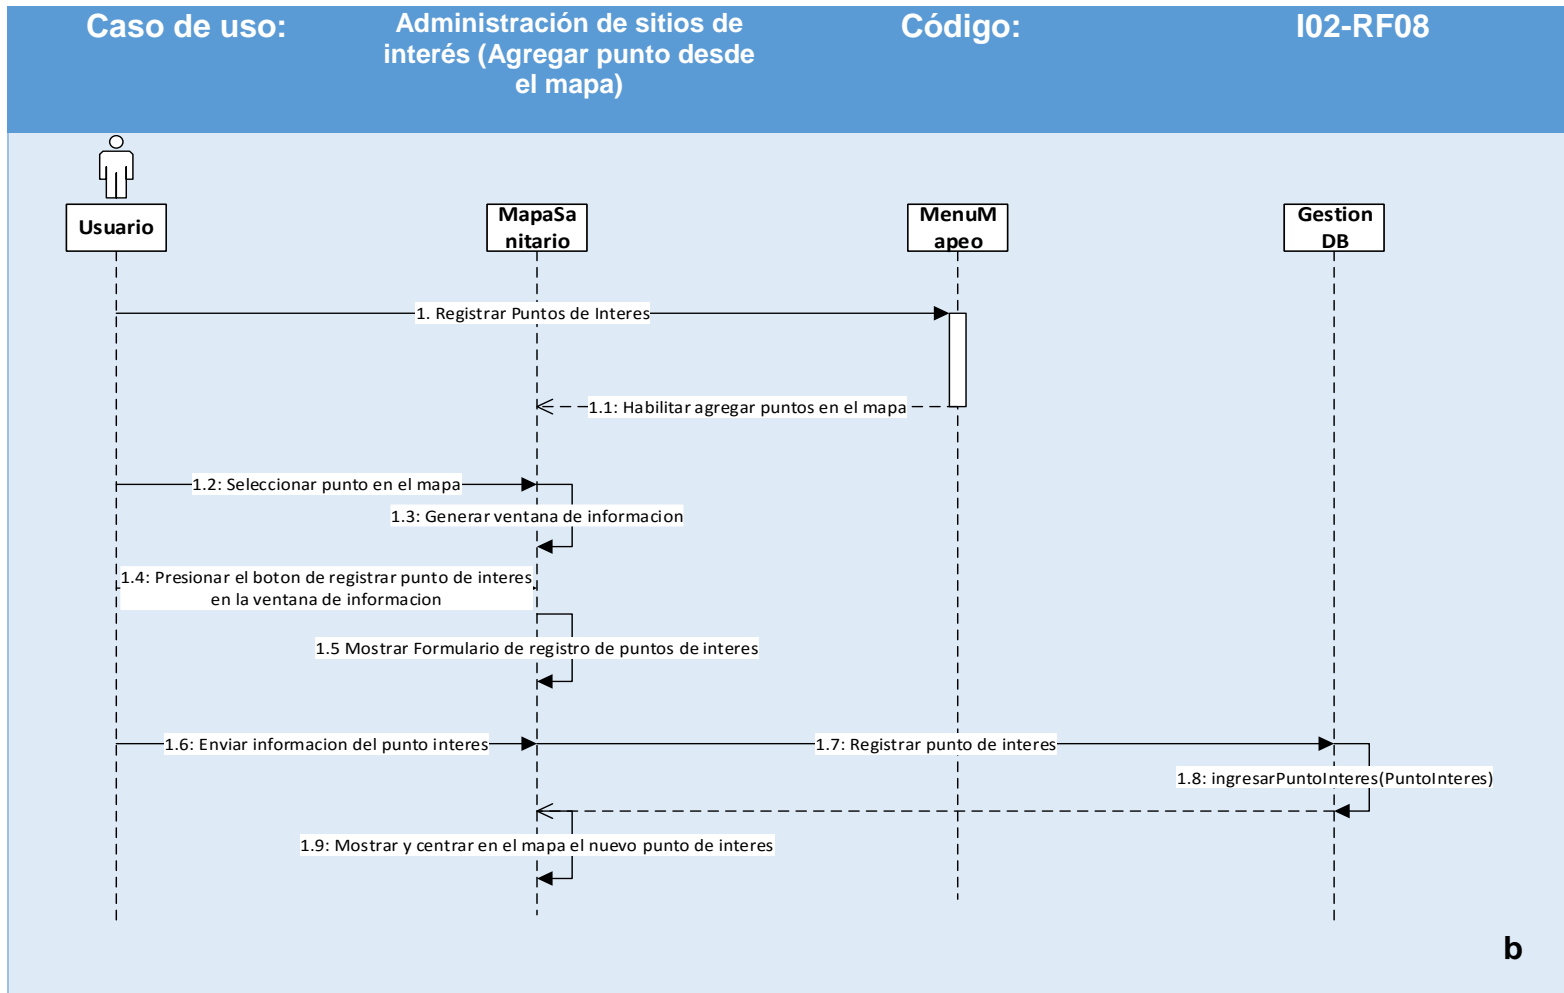 Caso de uso:
Administración de sitios de
interés (Agregar punto desde
el mapa)
Código:
I02-RF08
Usuario
MapaSa
nitario
MenuM
apeo
Gestion
DB
1. Registrar Puntos de Interes
1.1: Habilitar agregar puntos en el mapa
1.2: Seleccionar punto en el mapa
1.3: Generar ventana de informacion
1.4: Presionar el boton de registrar punto de interes
en la ventana de informacion
1.5 Mostrar Formulario de registro de puntos de interes
1.6: Enviar informacion del punto interes
1.7: Registrar punto de interes
1.8: ingresarPuntoInteres(PuntoInteres)
1.9: Mostrar y centrar en el mapa el nuevo punto de interes
b